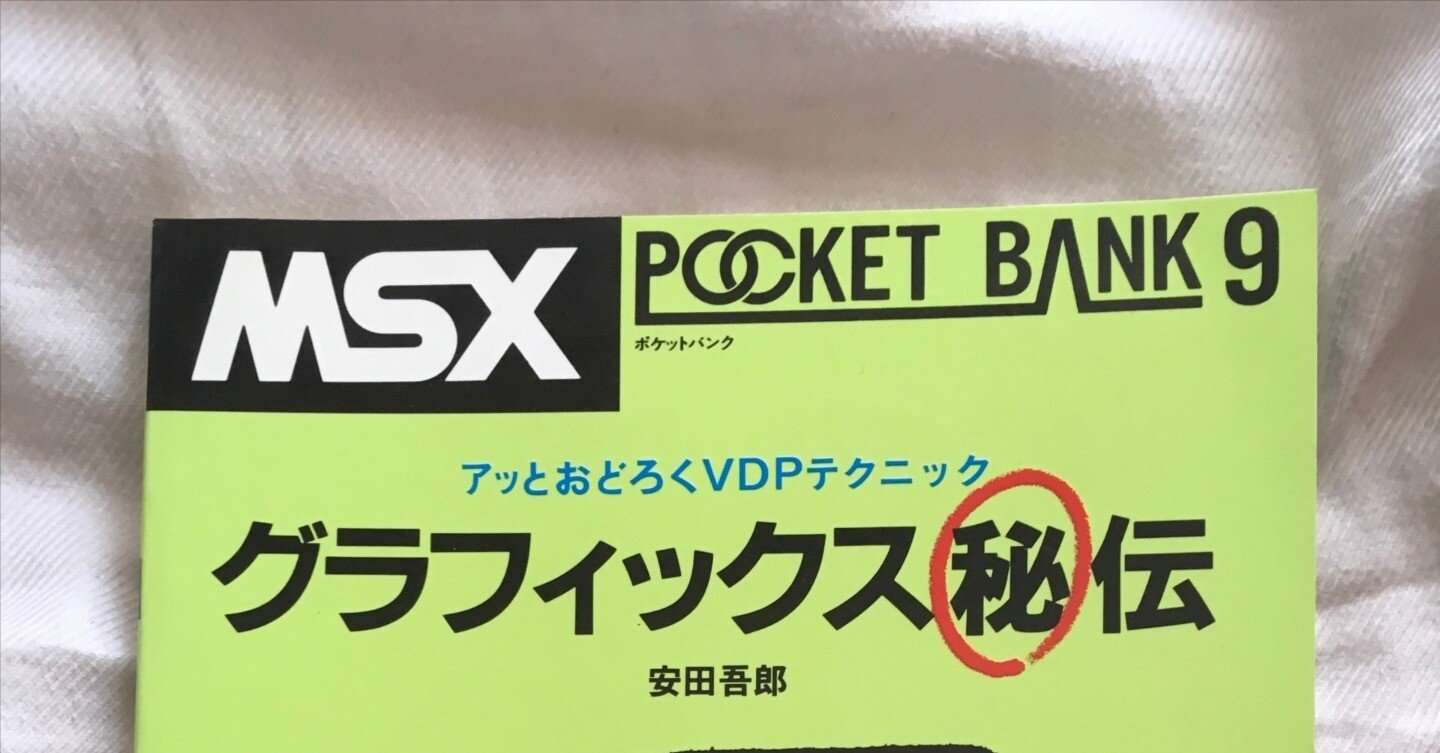 MSX
POCKET BANK 9
ポケットバンク
アッとおどろくVDPテクニック
グラフィックス秘伝
安田吾郎